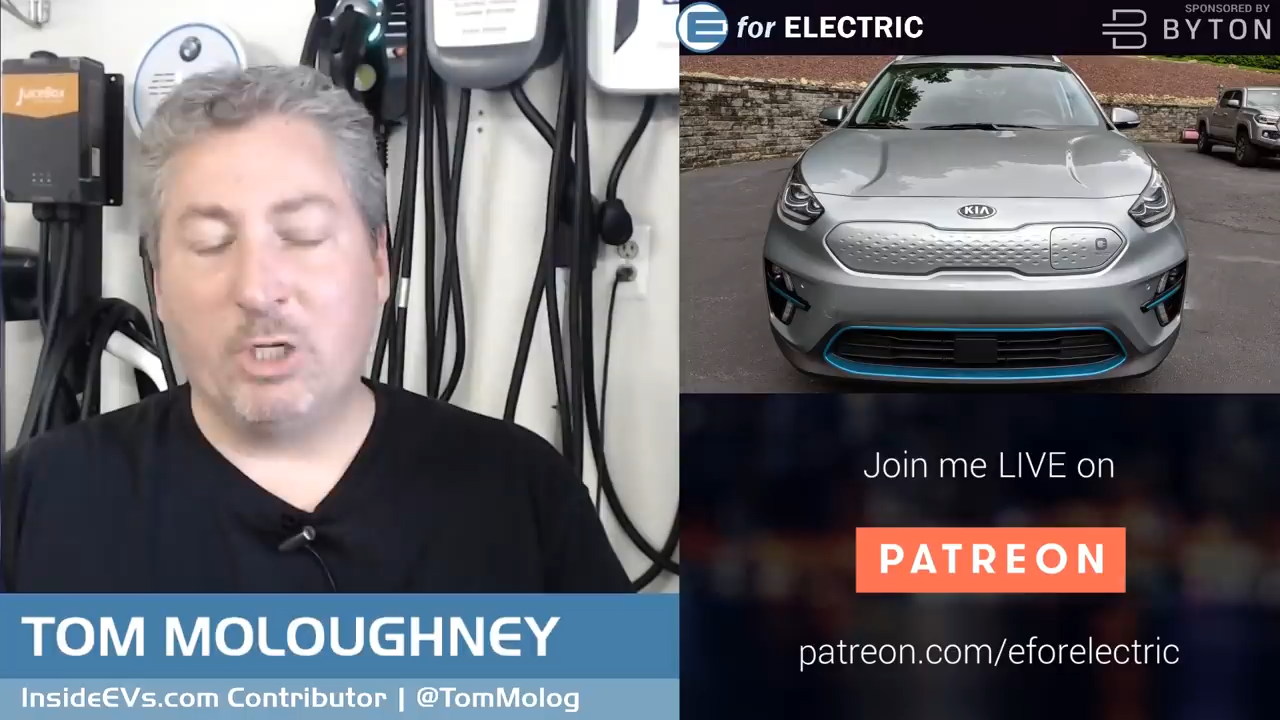 juicebox
for ELECTRIC
SPONSORED BY
BYTON
KIA
Join me LIVE on
PATREON
patreon.com/eforelectric
TOM MOLOUGHNEY
InsideEVs.com Contributor | @TomMolog